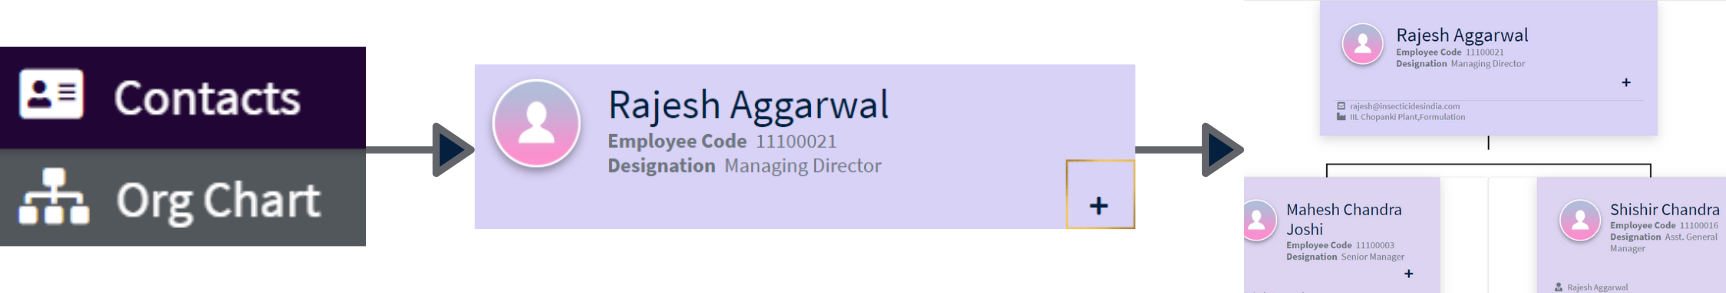 Contacts
Org Chart
Rajesh Aggarwal
Employee Code 11100021
Designation Managing Director
+
Rajesh Aggarwal
Employee Code 11100021
Designation Managing Director
+
rajesh@insecticidesindia.com
IIL Chopanki Plant,Formulation
Mahesh Chandra
Joshi
Employee Code 11100003
Designation Senior Manager
+
Shishir Chandra
Employee Code 11100016
Designation Asst. General
Manager
Rajesh Aggarwal